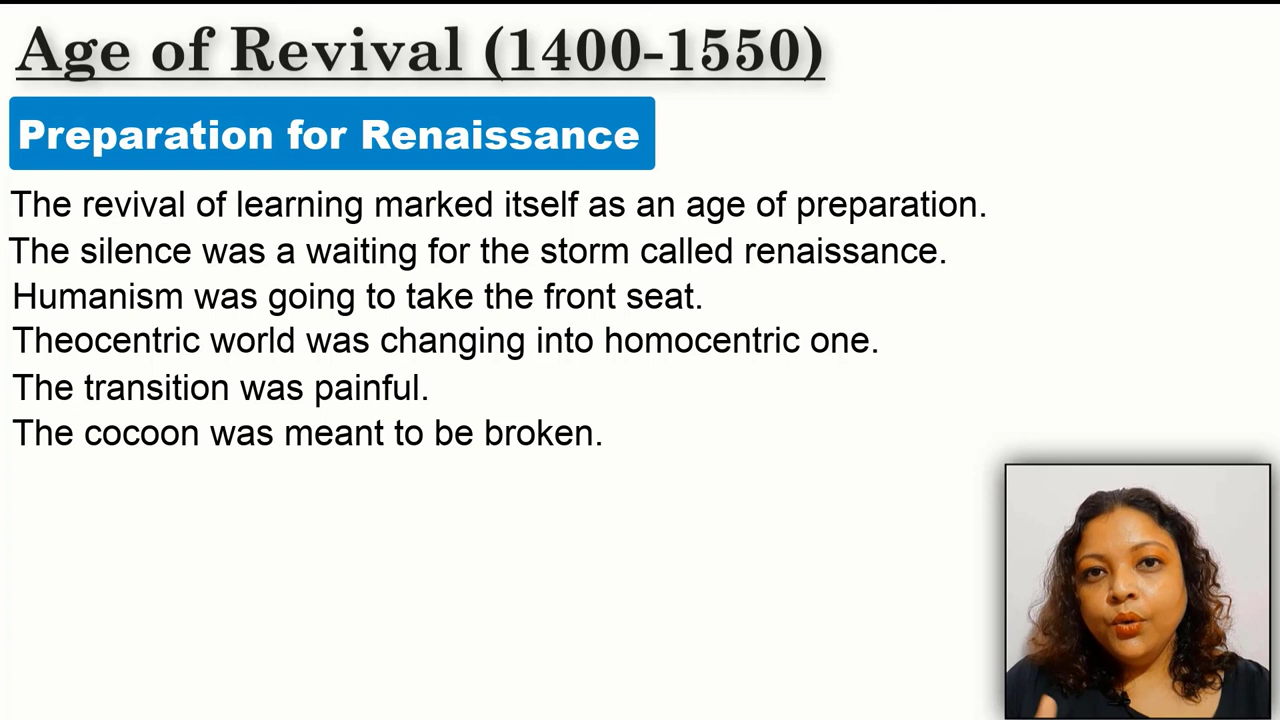 Age of Revival (1400-1550)
Preparation for Renaissance
The revival of learning marked itself as an age of preparation.
The silence was a waiting for the storm called renaissance.
Humanism was going to take the front seat.
Theocentric world was changing into homocentric one.
The transition was painful.
The cocoon was meant to be broken.